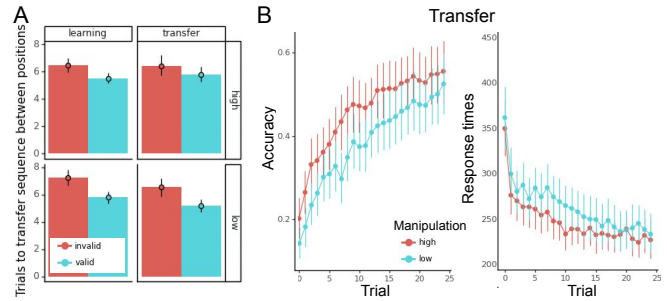 A
B
Transfer
learning
transfer
Trials to transfer sequence between positions
8
6
4
2
0
high
8
6
4
2
0
low
invalid
valid
Accuracy
0.6
0.4
0.2
0
5
10
15
20
25
Trial
Manipulation
high
low
Response times
450
400
350
300
250
200
0
5
10
15
20
25
Trial